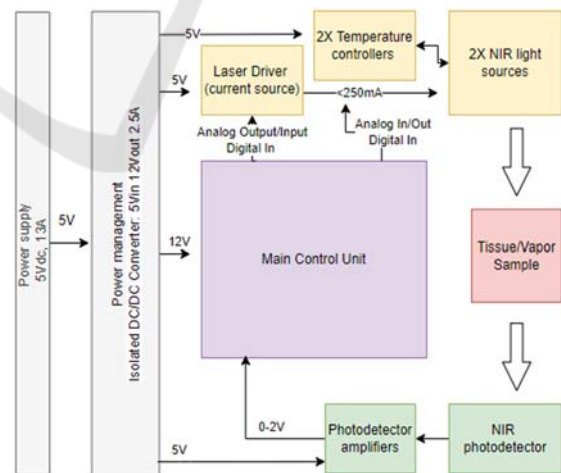 Power supply
5Vdc, 13A
5V
Power management
Isolated DC/DC Converter: 5Vin 12Vout 2.5A
5V
5V
12V
5V
2X Temperature
controllers
2X NIR light
sources
Laser Driver
(current source)
<250mA
Analog Output/Input
Digital In
Analog In/Out
Digital In
Main Control Unit
Tissue/Vapor
Sample
0-2V
Photodetector
amplifiers
NIR
photodetector